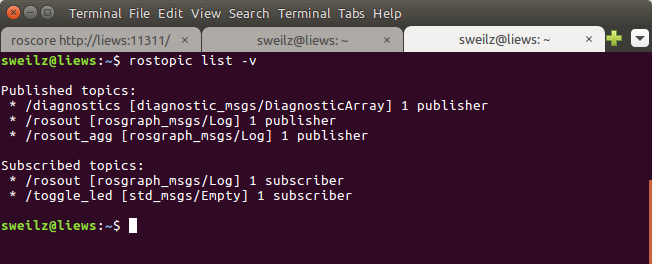 Terminal File Edit View Search Terminal Tabs Help
roscore http://liews:11311/ × sweilz@liews: ~ × sweilz@liews: ~ ×
sweilz@liews:~$ rostopic list -v
Published topics:
* /diagnostics [diagnostic_msgs/DiagnosticArray] 1 publisher
* /rosout [rosgraph_msgs/Log] 1 publisher
* /rosout_agg [rosgraph_msgs/Log] 1 publisher
Subscribed topics:
* /rosout [rosgraph_msgs/Log] 1 subscriber
* /toggle_led [std_msgs/Empty] 1 subscriber
sweilz@liews:~$